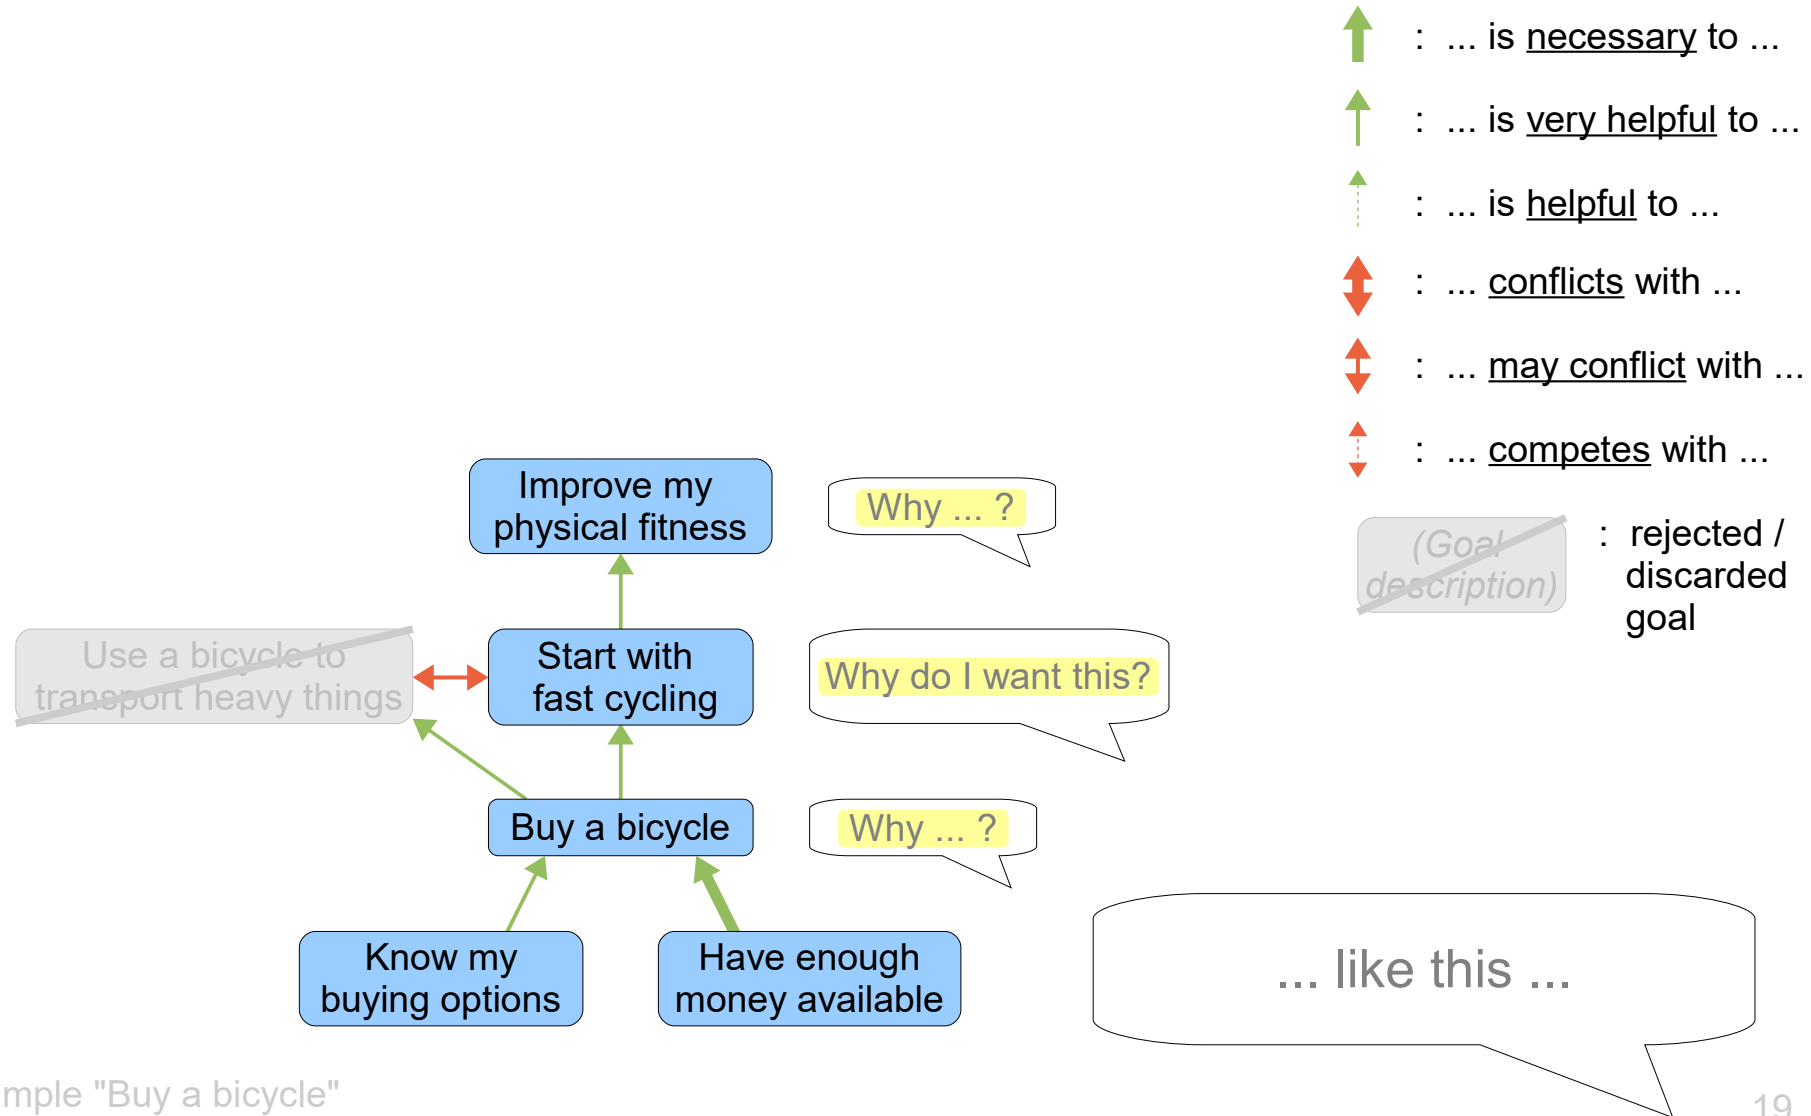 : ... is necessary to ...
: ... is very helpful to ...
: ... is helpful to ...
: ... conflicts with ...
: ... may conflict with ...
: ... competes with ...
(Goal
description)
: rejected /
discarded
goal
Improve my
physical fitness
Why ... ?
Use a bicycle to
transport heavy things
Start with
fast cycling
Why do I want this?
Buy a bicycle
Why ... ?
Know my
buying options
Have enough
money available
... like this ...
mple "Buy a bicycle"
19